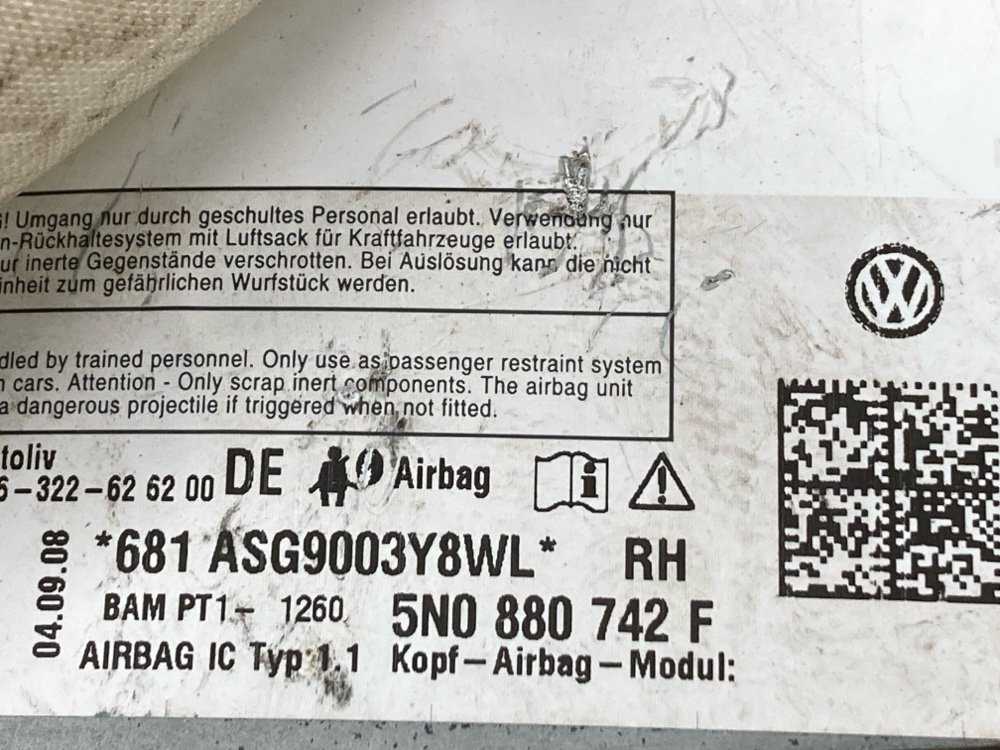 ! Umgang nur durch geschultes Personal erlaubt. Verwendung nur
n-Rückhaltesystem mit Luftsack für Kraftfahrzeuge erlaubt.
ur inerte Gegenstände verschrotten. Bei Auslösung kann die nicht
inheit zum gefährlichen Wurfstück werden.
dled by trained personnel. Only use as passenger restraint system
n cars. Attention - Only scrap inert components. The airbag unit
a dangerous projectile if triggered when not fitted.
toliv
6-322-62 62 00 DE Airbag
*681 ASG9003Y8WL* RH
04.09.08
BAM PT1- 1260 5N0 880 742 F
AIRBAG IC Typ 1.1 Kopf-Airbag-Modul: